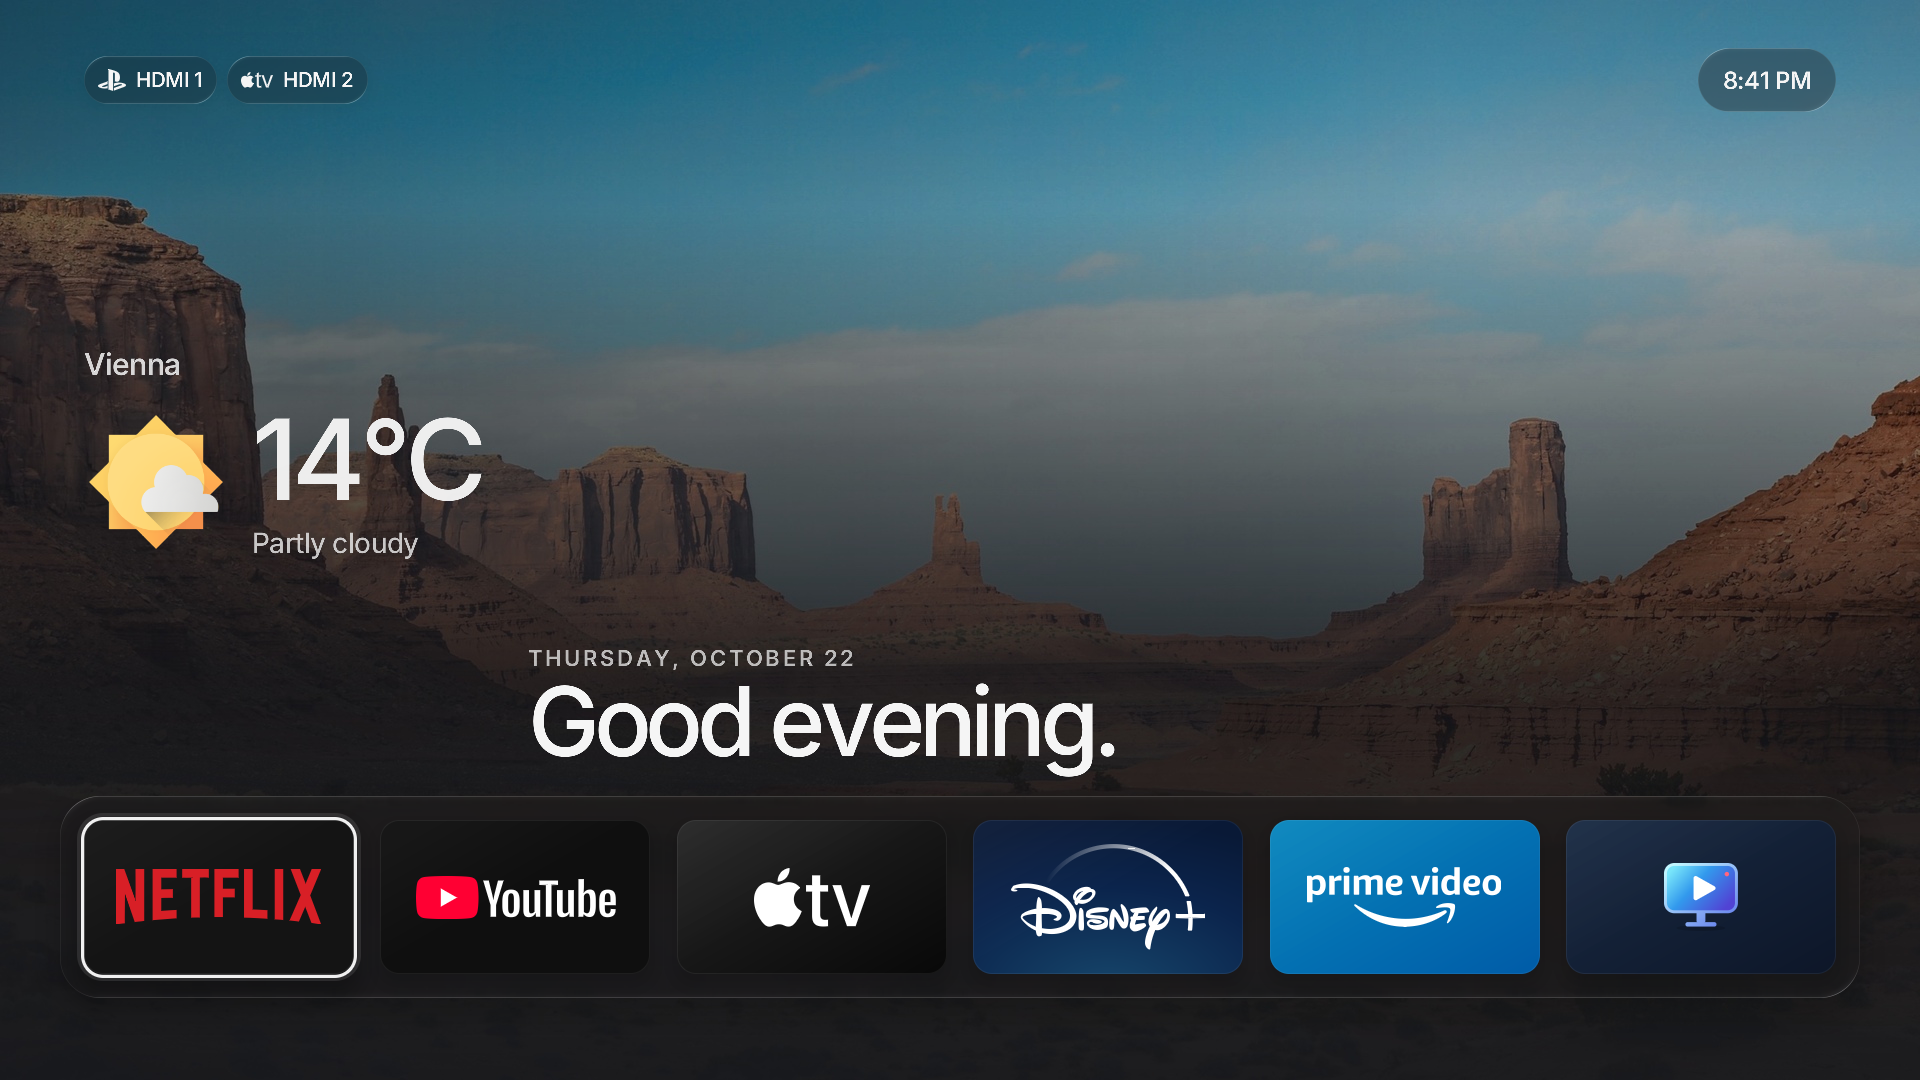 HDMI 1
tv HDMI 2
8:41 PM
Vienna
14°C
Partly cloudy
THURSDAY, OCTOBER 22
Good evening.
NETFLIX
YouTube
tv
Disney+
prime video